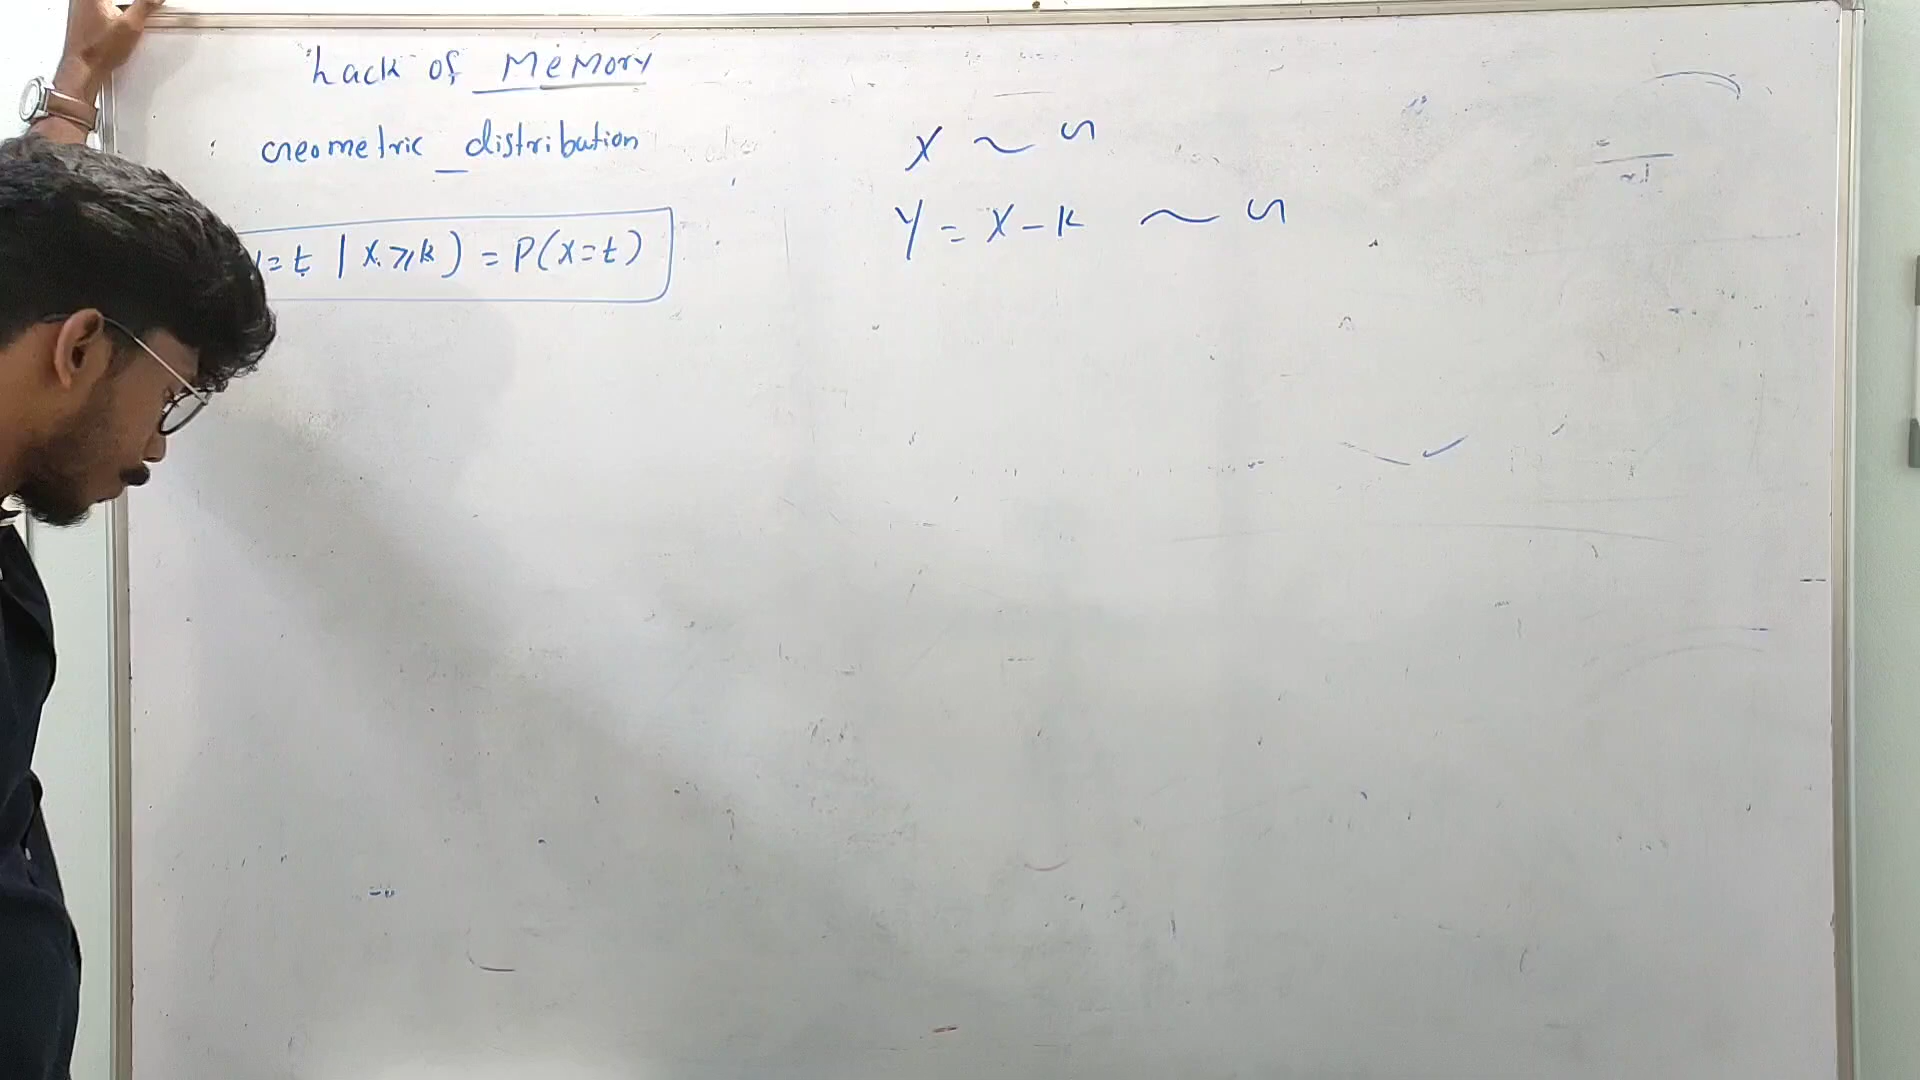 Lack of Memory
Geometric distribution
X ~ G
Y = X - k ~ G
= t | X ≥ k ) = P(X=t)